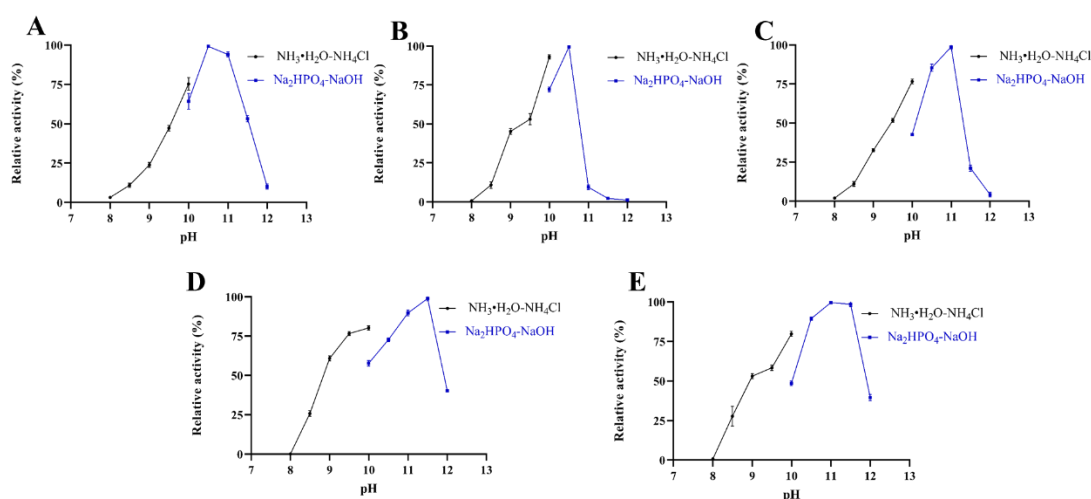 A
Relative activity (%)
100
75
50
25
0
7 8 9 10 11 12 13
pH
NH₃•H₂O-NH₄Cl
Na₂HPO₄-NaOH
B
Relative activity (%)
100
75
50
25
0
7 8 9 10 11 12 13
pH
NH₃•H₂O-NH₄Cl
Na₂HPO₄-NaOH
C
Relative activity (%)
100
75
50
25
0
7 8 9 10 11 12 13
pH
NH₃•H₂O-NH₄Cl
Na₂HPO₄-NaOH
D
Relative activity (%)
100
75
50
25
0
7 8 9 10 11 12 13
pH
NH₃•H₂O-NH₄Cl
Na₂HPO₄-NaOH
E
Relative activity (%)
100
75
50
25
0
7 8 9 10 11 12 13
pH
NH₃•H₂O-NH₄Cl
Na₂HPO₄-NaOH